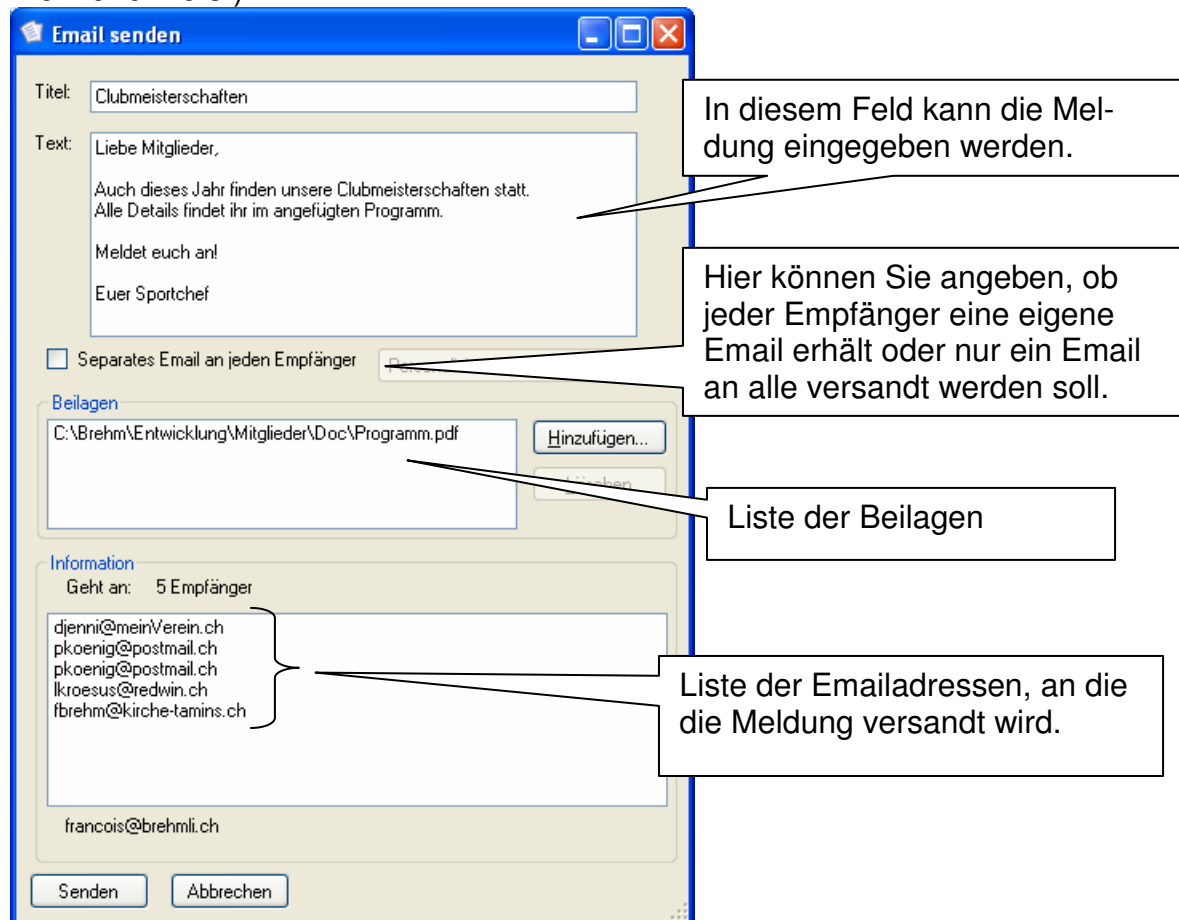 Email senden
Titel:
Clubmeisterschaften
In diesem Feld kann die Mel-
dung eingegeben werden.
Text:
Liebe Mitglieder,
Auch dieses Jahr finden unsere Clubmeisterschaften statt.
Alle Details findet ihr im angefügten Programm.
Meldet euch an!
Euer Sportchef
Hier können Sie angeben, ob
jeder Empfänger eine eigene
Email erhält oder nur ein Email
an alle versandt werden soll.
Separates Email an jeden Empfänger
Beilagen
C:\Brehm\Entwicklung\Mitglieder\Doc\Programm.pdf
Hinzufügen...
Löschen
Liste der Beilagen
Information
Geht an: 5 Empfänger
djenni@meinVerein.ch
pkoenig@postmail.ch
pkoenig@postmail.ch
lkroesus@redwin.ch
fbrehm@kirche-tamins.ch
Liste der Emailadressen, an die
die Meldung versandt wird.
francois@brehmli.ch
Senden
Abbrechen